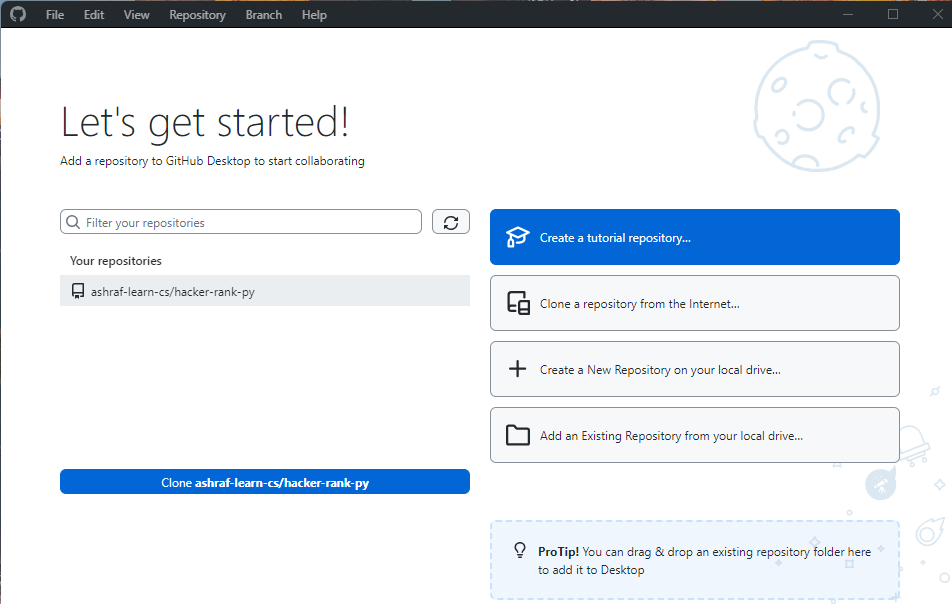 File Edit View Repository Branch Help
Let's get started!
Add a repository to GitHub Desktop to start collaborating
Filter your repositories
Your repositories
ashraf-learn-cs/hacker-rank-py
Clone ashraf-learn-cs/hacker-rank-py
Create a tutorial repository...
Clone a repository from the Internet...
Create a New Repository on your local drive...
Add an Existing Repository from your local drive...
ProTip! You can drag & drop an existing repository folder here
to add it to Desktop